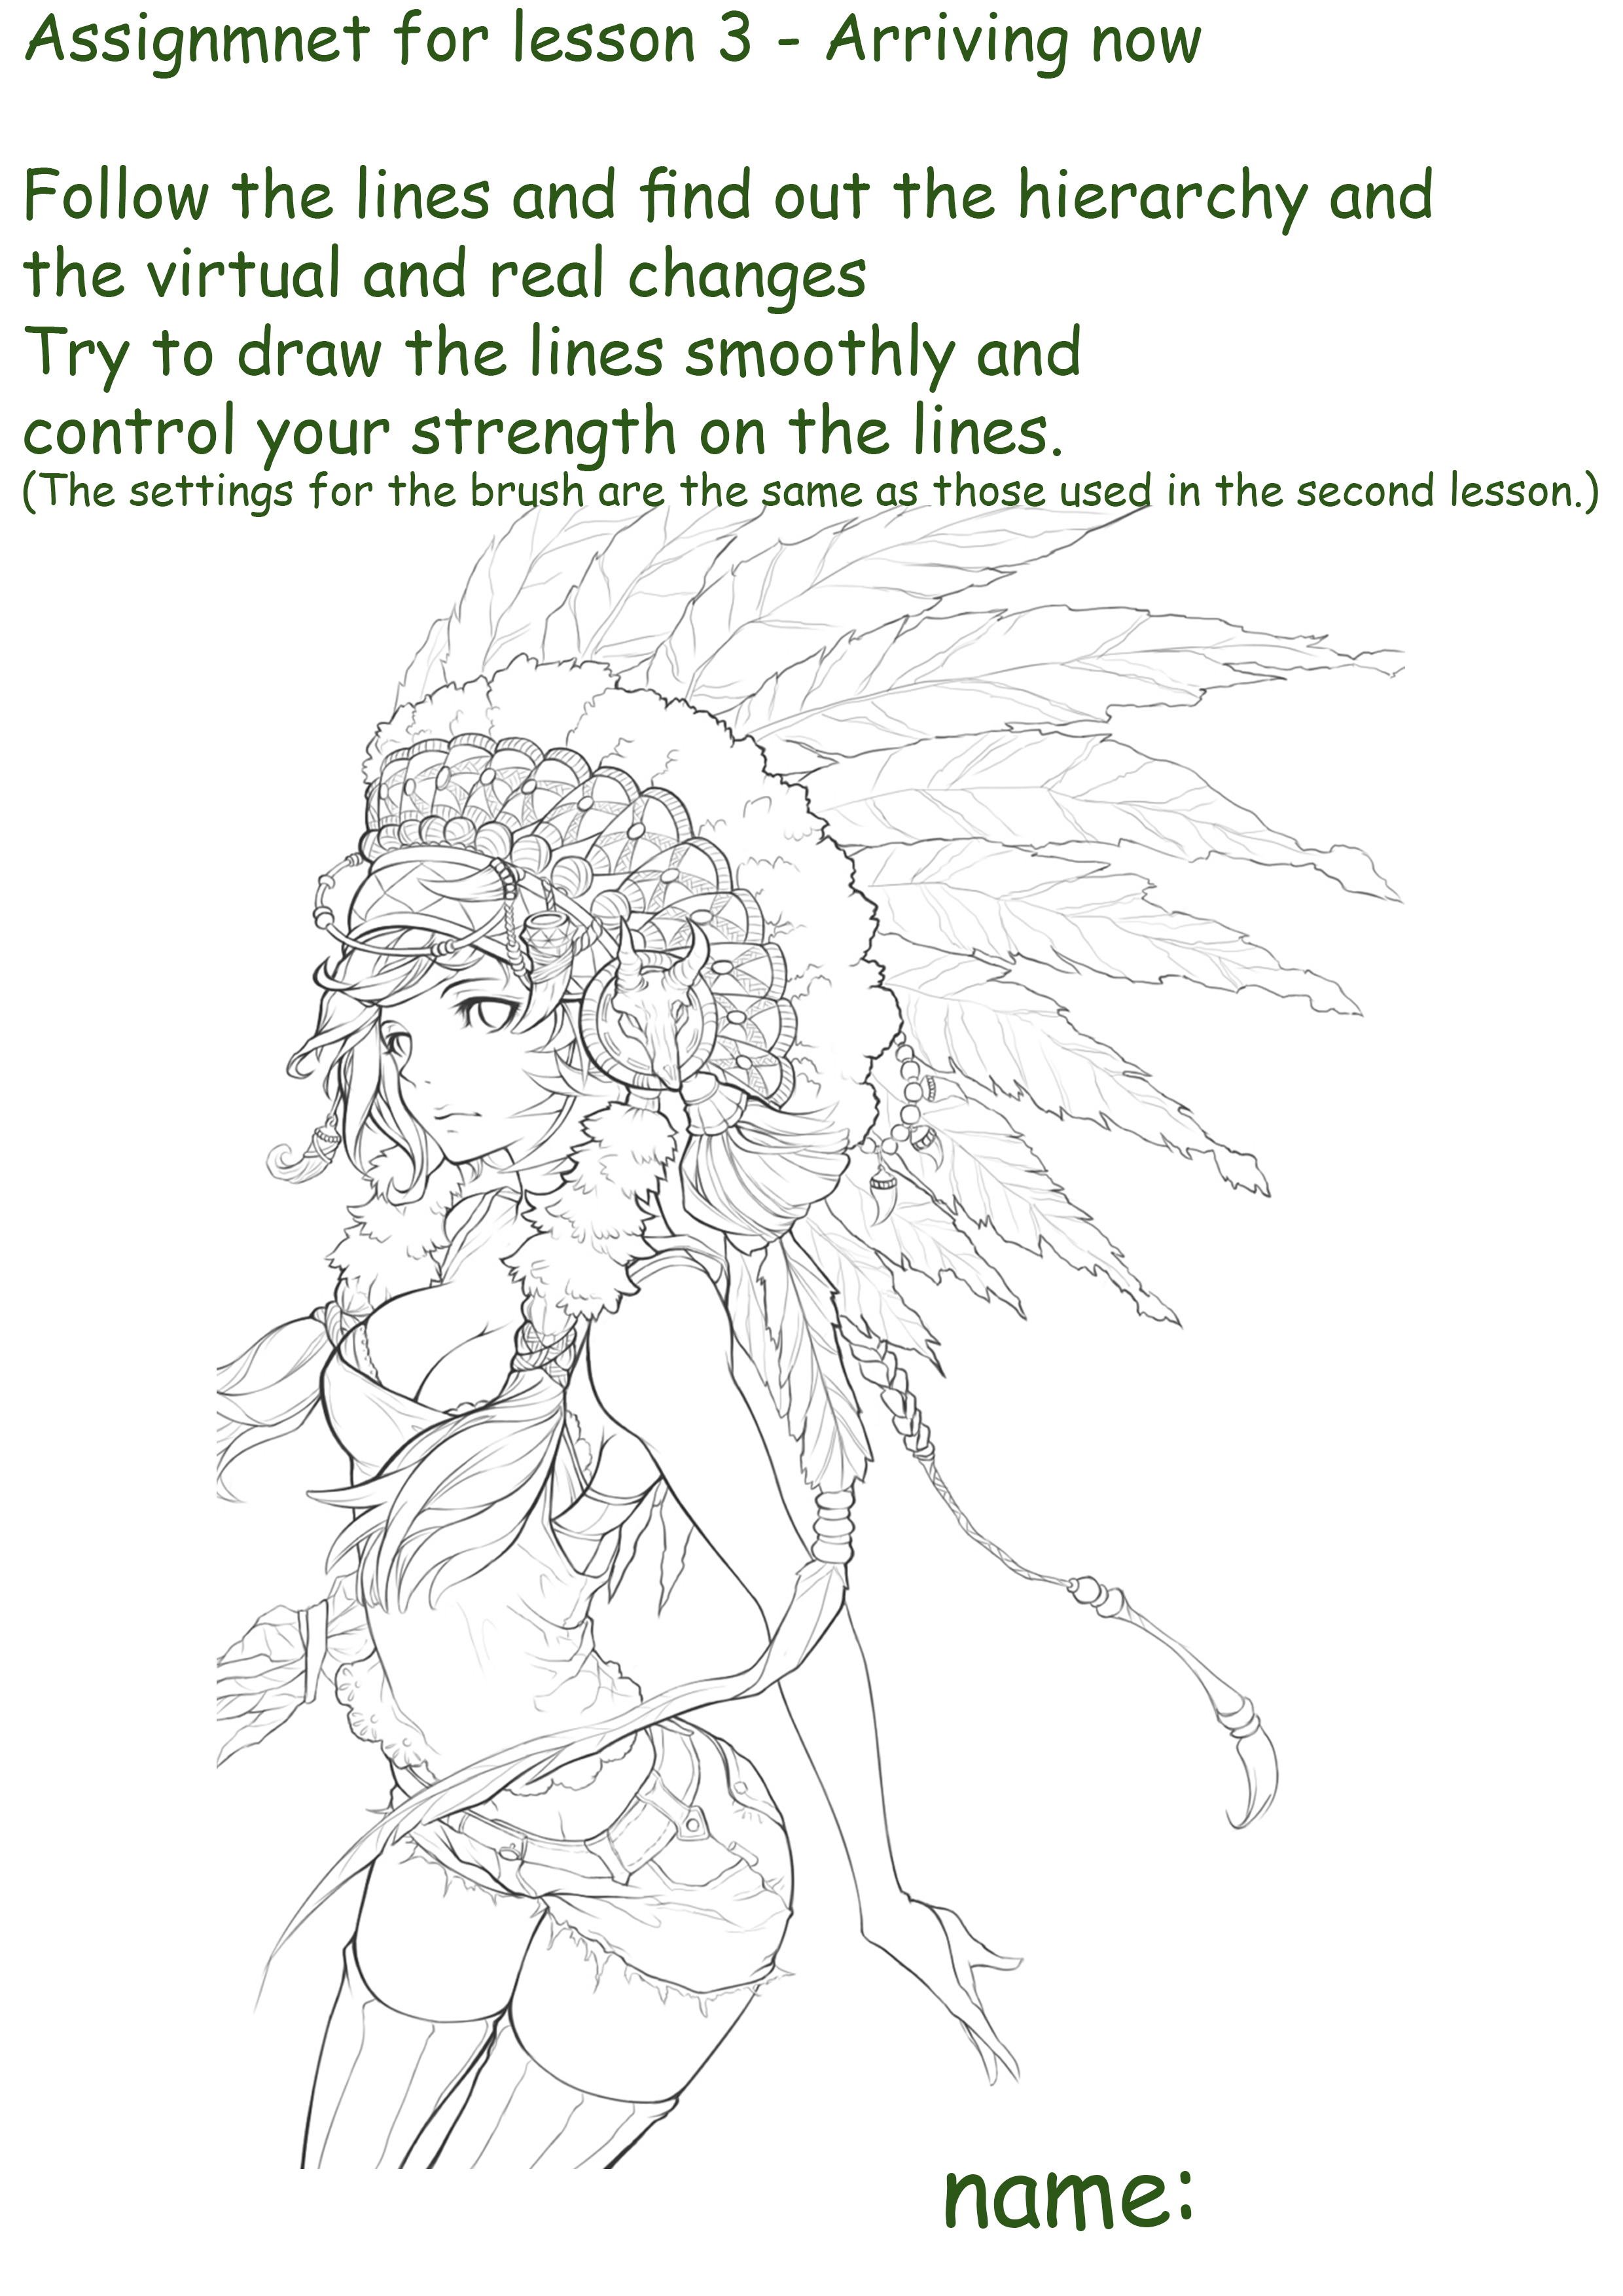 Assignmnet for lesson 3 - Arriving now
Follow the lines and find out the hierarchy and
the virtual and real changes
Try to draw the lines smoothly and
control your strength on the lines.
(The settings for the brush are the same as those used in the second lesson.)
name: